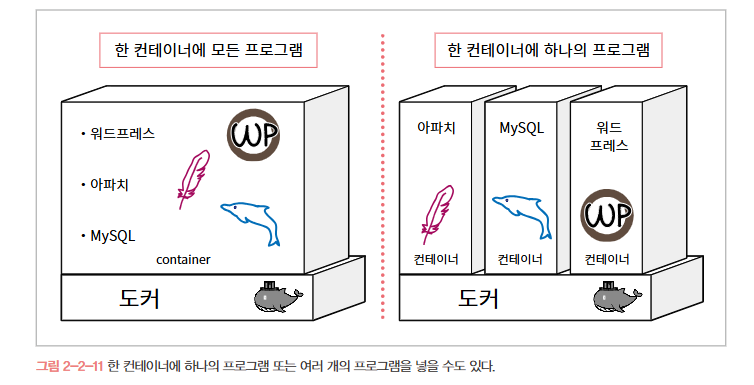 한 컨테이너에 모든 프로그램
• 워드프레스
WP
• 아파치
• MySQL
container
도커
한 컨테이너에 하나의 프로그램
아파치
컨테이너
MySQL
컨테이너
워드
프레스
WP
컨테이너
도커
그림 2-2-11 한 컨테이너에 하나의 프로그램 또는 여러 개의 프로그램을 넣을 수도 있다.